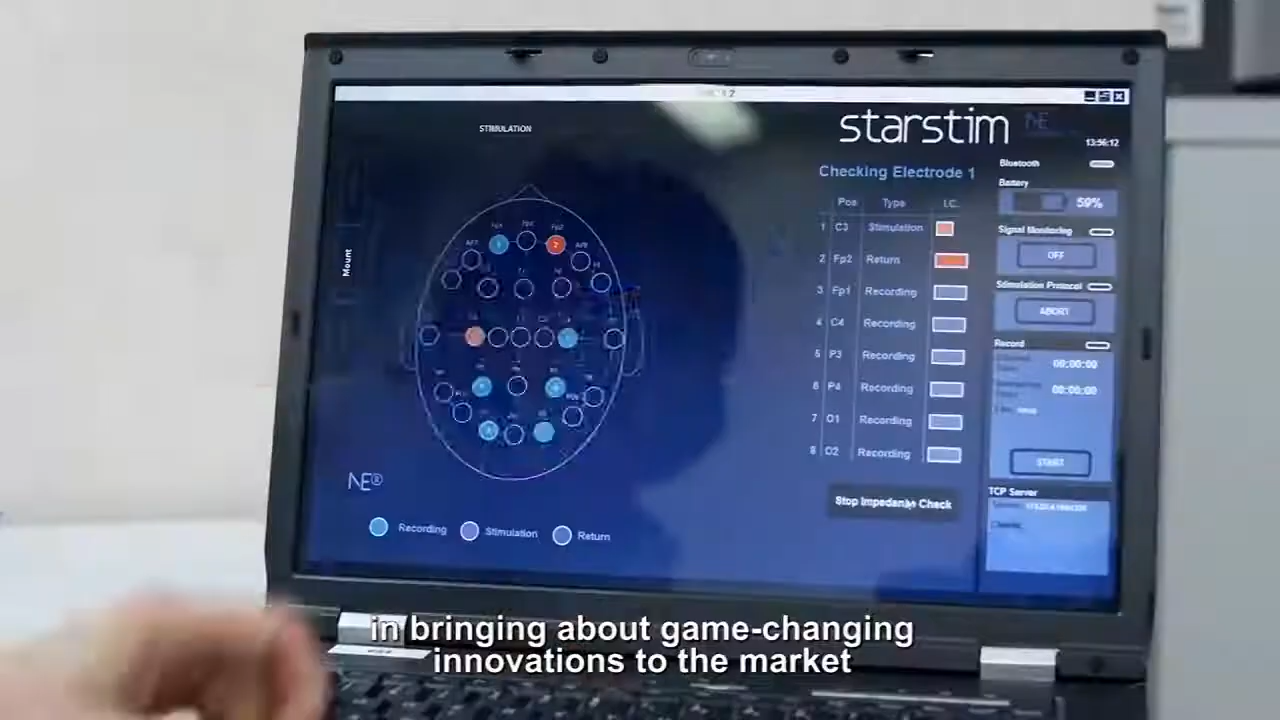 STIMULATION
starstim
NE
13:56:12
Checking Electrode 1
Pos Type I.C.
1 C3 Stimulation
2 Fp2 Return
3 Fp1 Recording
4 C4 Recording
5 P3 Recording
6 P4 Recording
7 O1 Recording
8 O2 Recording
Stop Impedance Check
Bluetooth
Battery
59%
Signal Monitoring
OFF
Stimulation Protocol
ABORT
Record
00:00:00
00:00:00
START
TCP Server
Mount
Fp1
Fp2
NE
Recording Stimulation Return
in bringing about game-changing
innovations to the market